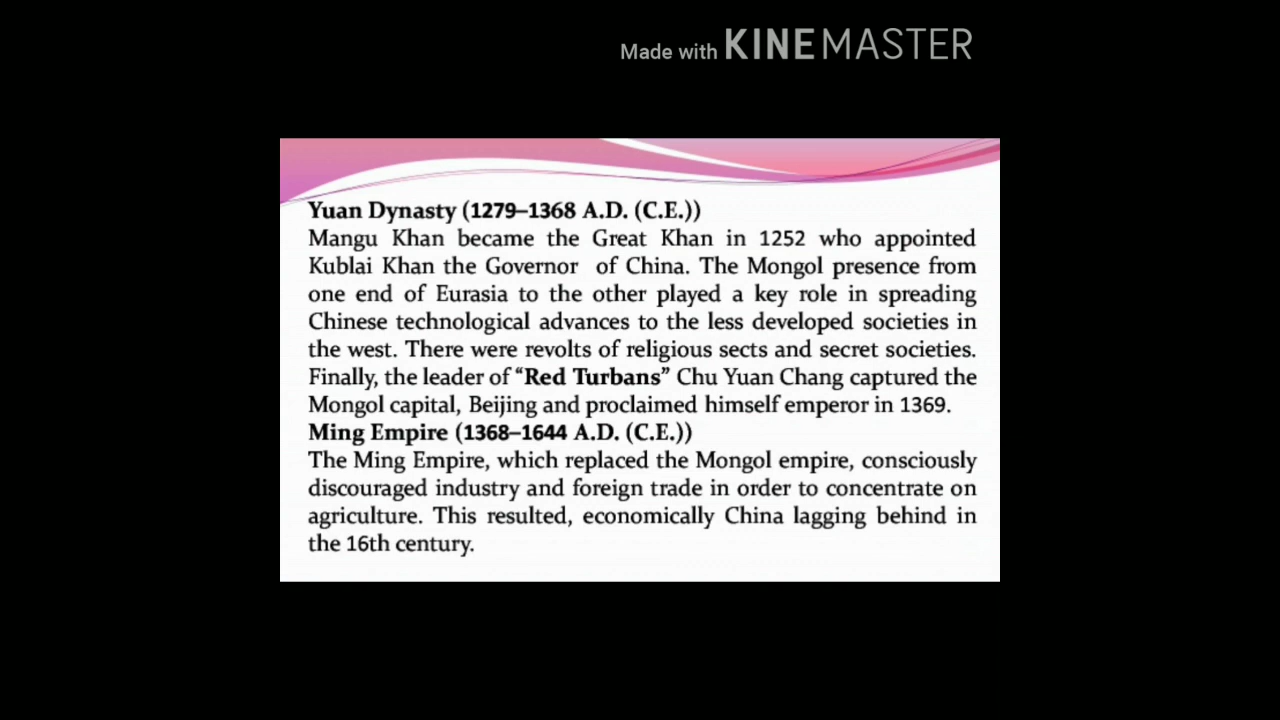 Made with KINEMASTER
Yuan Dynasty (1279–1368 A.D. (C.E.))
Mangu Khan became the Great Khan in 1252 who appointed
Kublai Khan the Governor of China. The Mongol presence from
one end of Eurasia to the other played a key role in spreading
Chinese technological advances to the less developed societies in
the west. There were revolts of religious sects and secret societies.
Finally, the leader of “Red Turbans” Chu Yuan Chang captured the
Mongol capital, Beijing and proclaimed himself emperor in 1369.
Ming Empire (1368–1644 A.D. (C.E.))
The Ming Empire, which replaced the Mongol empire, consciously
discouraged industry and foreign trade in order to concentrate on
agriculture. This resulted, economically China lagging behind in
the 16th century.